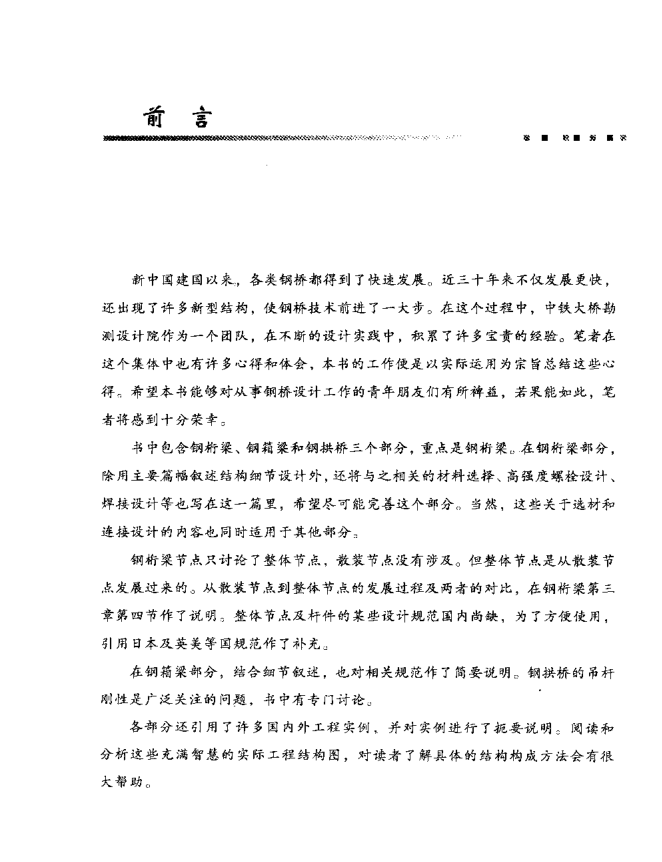 前言
新中国建国以来，各类钢桥都得到了快速发展。近三十年来不仅发展更快，
还出现了许多新型结构，使钢桥技术前进了一大步。在这个过程中，中铁大桥勘
测设计院作为一个团队，在不断的设计实践中，积累了许多宝贵的经验。笔者在
这个集体中也有许多心得和体会，本书的工作便是以实际运用为宗旨总结这些心
得。希望本书能够对从事钢桥设计工作的青年朋友们有所裨益，若果能如此，笔
者将感到十分荣幸。
书中包含钢桁梁、钢箱梁和钢拱桥三个部分，重点是钢桁梁。在钢桁梁部分，
除用主要篇幅叙述结构细节设计外，还将与之相关的材料选择、高强度螺栓设计、
焊接设计等也写在这一篇里，希望尽可能完善这个部分。当然，这些关于选材和
连接设计的内容也同时适用于其他部分。
钢桁梁节点只讨论了整体节点，散装节点没有涉及。但整体节点是从散装节
点发展过来的。从散装节点到整体节点的发展过程及两者的对比，在钢桁梁第三
章第四节作了说明。整体节点及杆件的某些设计规范国内尚缺，为了方便使用，
引用日本及英美等国规范作了补充。
在钢箱梁部分，结合细节叙述，也对相关规范作了简要说明。钢拱桥的吊杆
刚性是广泛关注的问题，书中有专门讨论。
各部分还引用了许多国内外工程实例、并对实例进行了扼要说明。阅读和
分析这些充满智慧的实际工程结构图，对读者了解具体的结构构成方法会有很
大帮助。